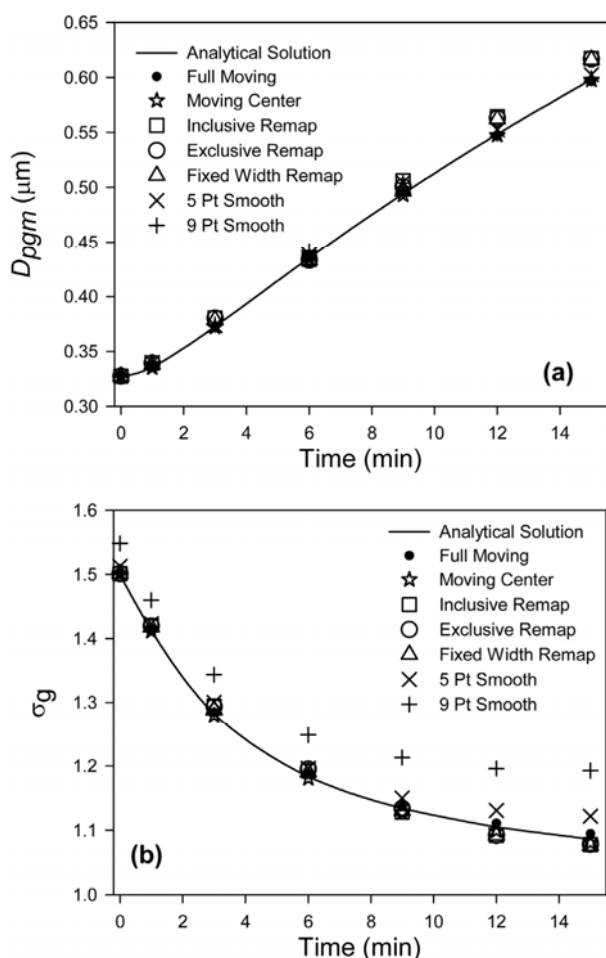 (a)
Analytical Solution
Full Moving
Moving Center
Inclusive Remap
Exclusive Remap
Fixed Width Remap
5 Pt Smooth
9 Pt Smooth
Dpgm (μm)
0.65
0.60
0.55
0.50
0.45
0.40
0.35
0.30
0 2 4 6 8 10 12 14
Time (min)
(b)
Analytical Solution
Full Moving
Moving Center
Inclusive Remap
Exclusive Remap
Fixed Width Remap
5 Pt Smooth
9 Pt Smooth
σg
1.6
1.5
1.4
1.3
1.2
1.1
1.0
0 2 4 6 8 10 12 14
Time (min)